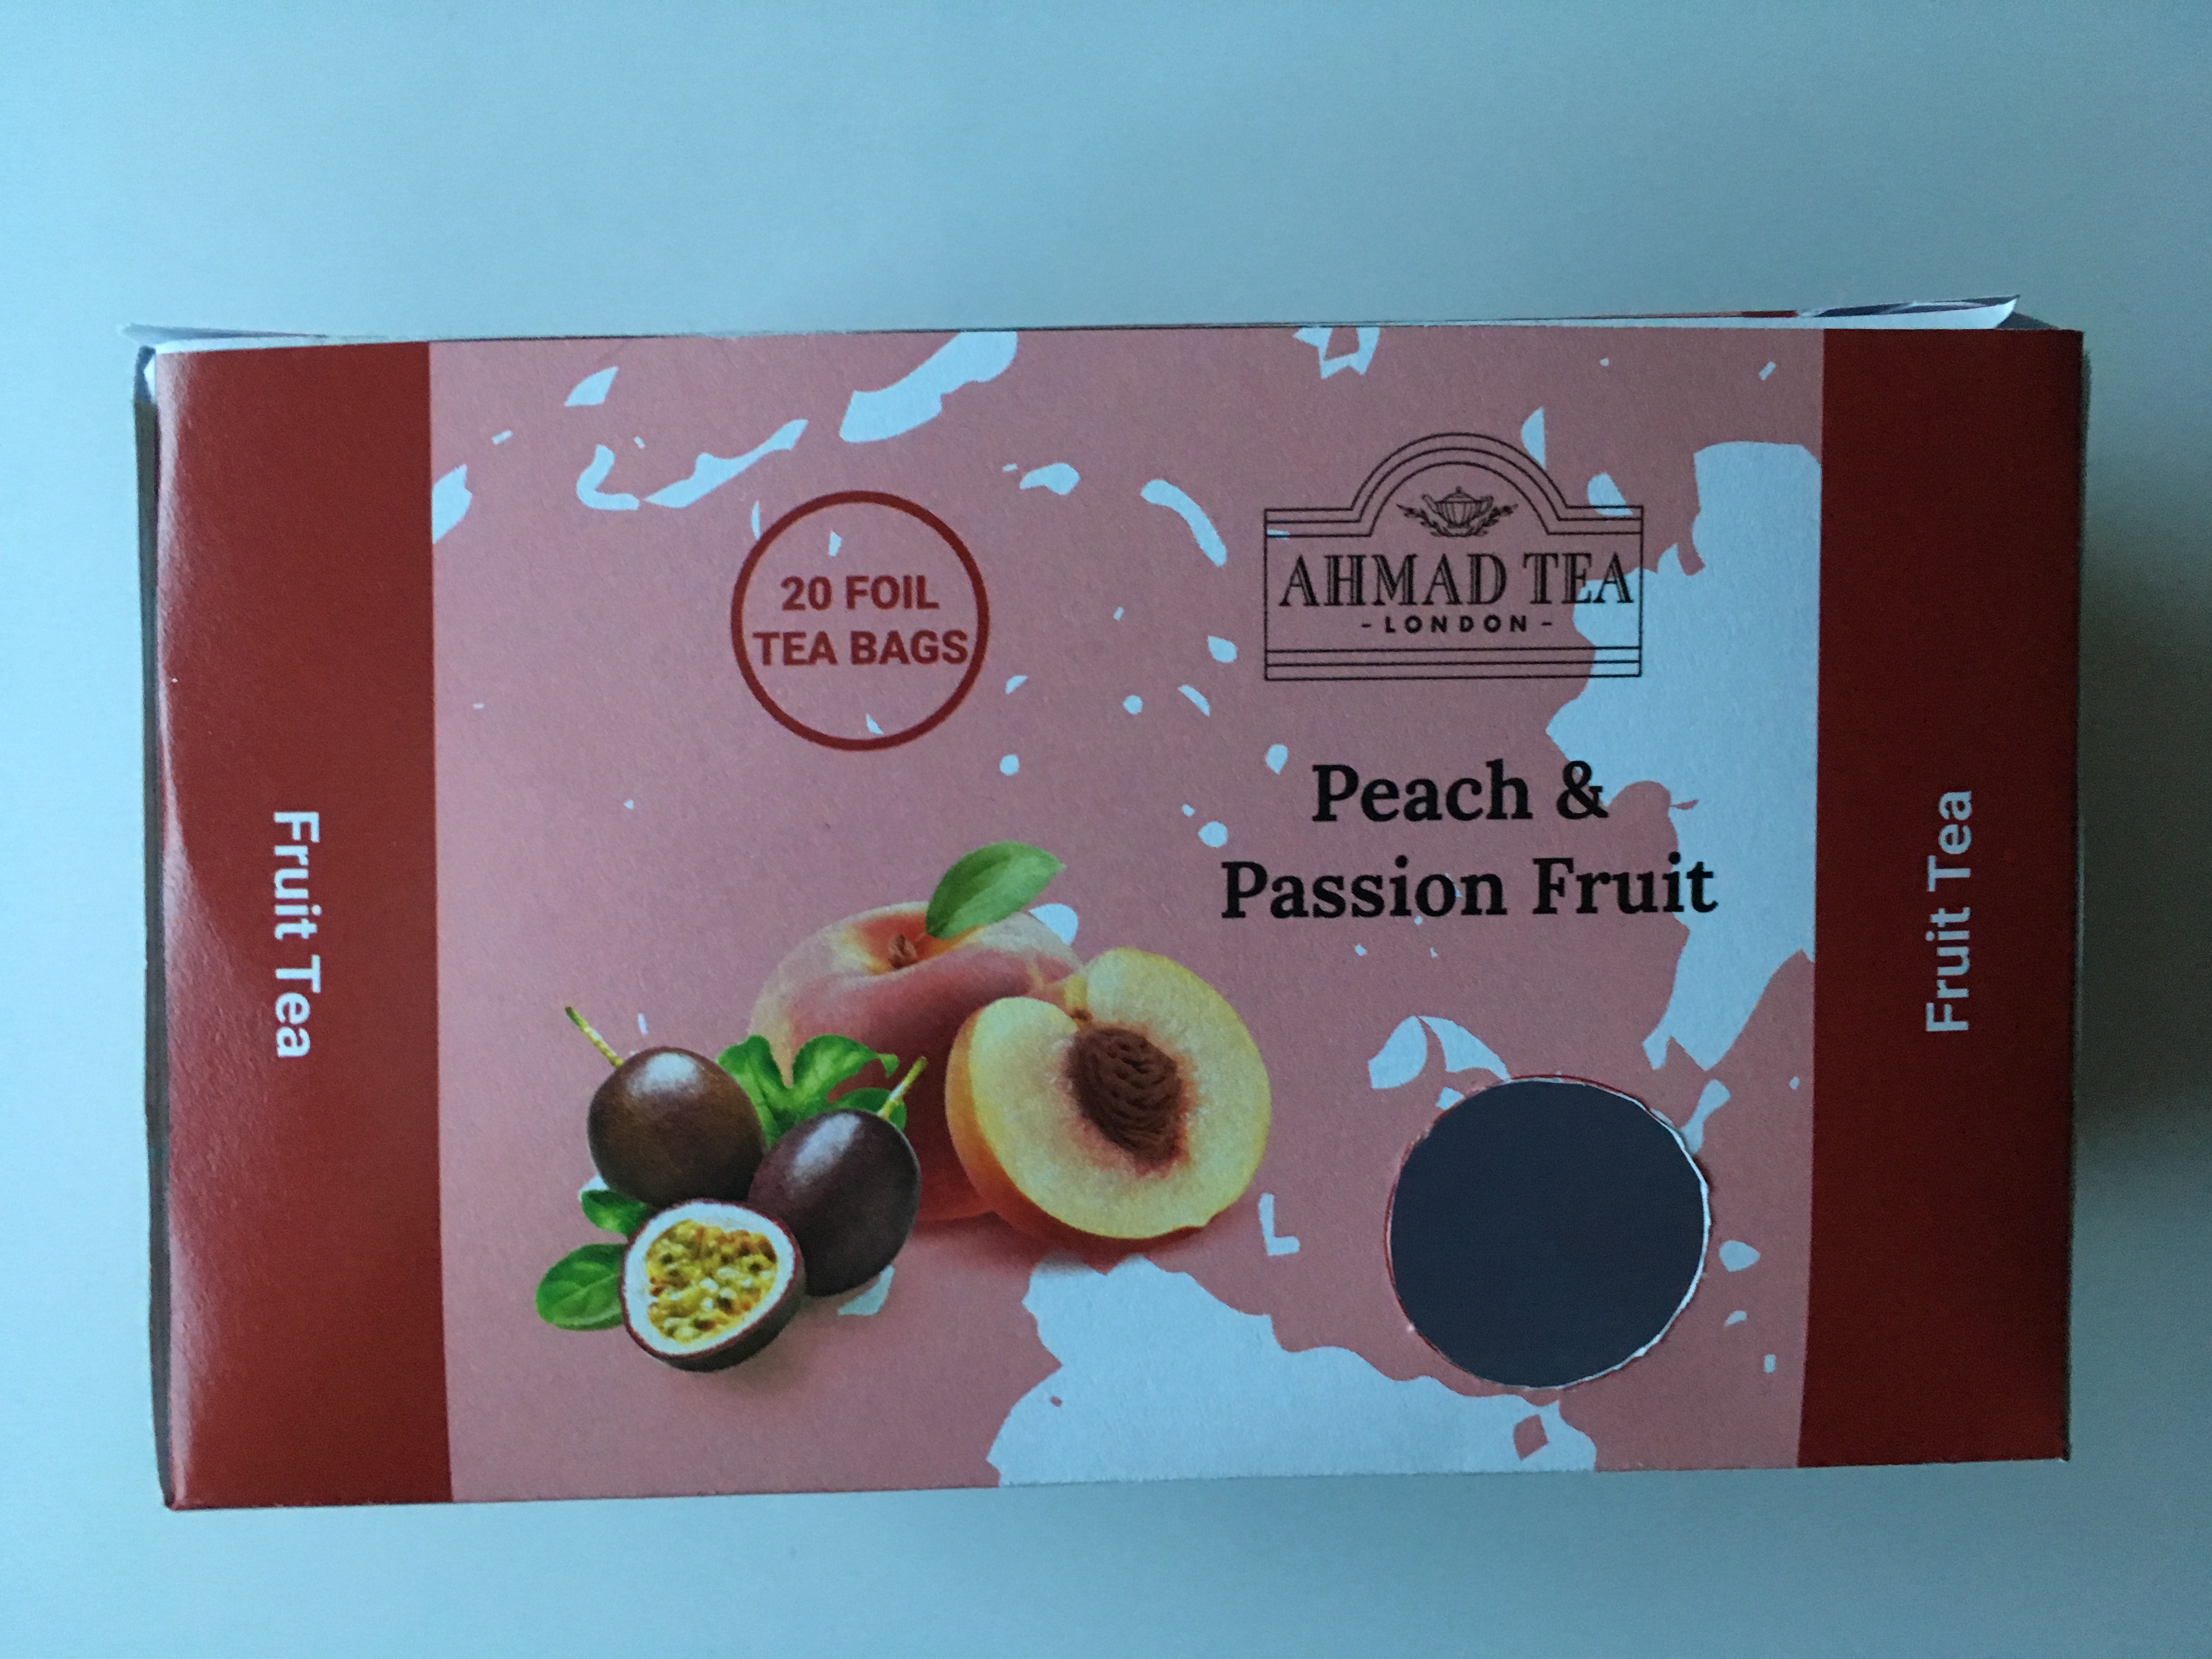 20 FOIL
TEA BAGS
AHMAD TEA
- LONDON -
Peach &
Passion Fruit
Fruit Tea
Fruit Tea